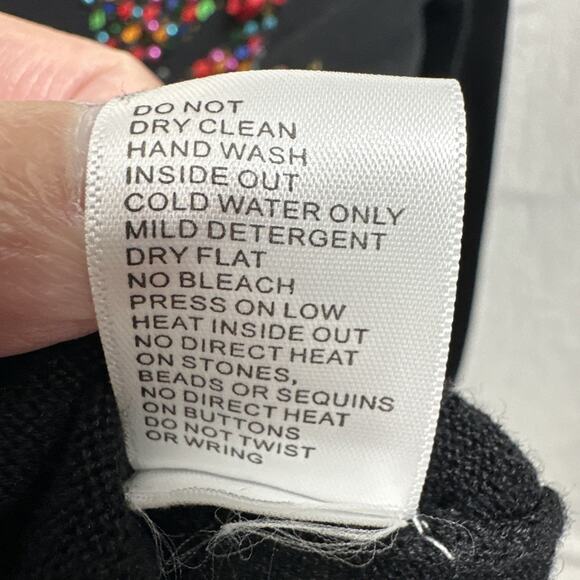 DO NOT
DRY CLEAN
HAND WASH
INSIDE OUT
COLD WATER ONLY
MILD DETERGENT
DRY FLAT
NO BLEACH
PRESS ON LOW
HEAT INSIDE OUT
NO DIRECT HEAT
ON STONES,
BEADS OR SEQUINS
NO DIRECT HEAT
ON BUTTONS
DO NOT TWIST
OR WRING